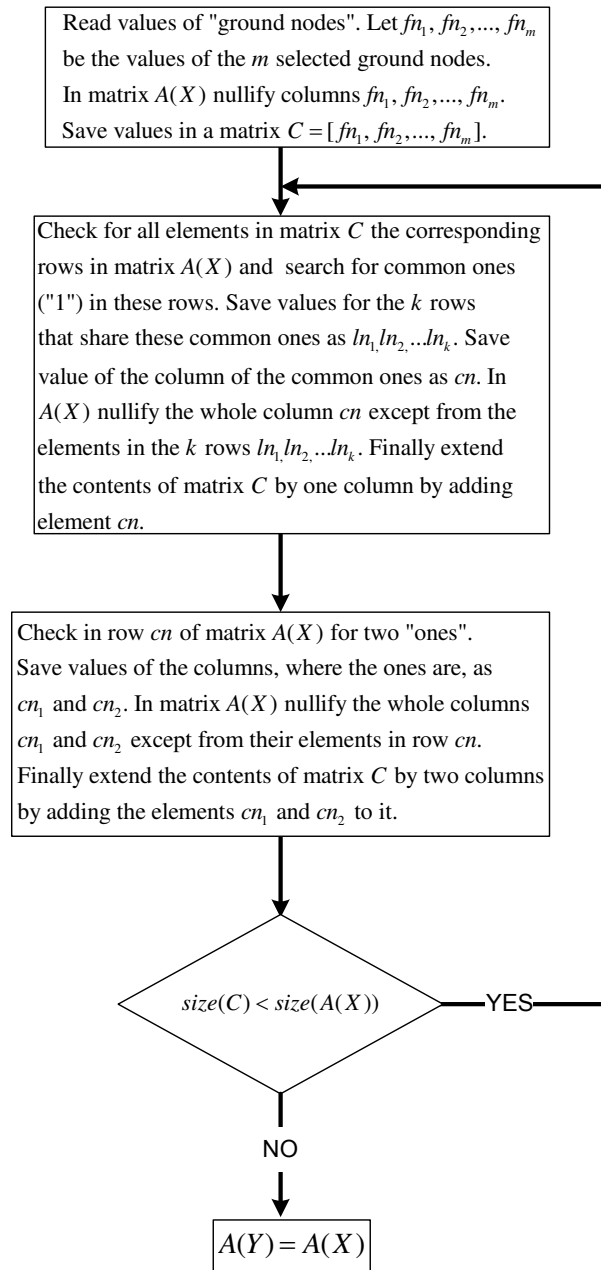 Read values of "ground nodes". Let fn₁, fn₂,..., fnₘ
be the values of the m selected ground nodes.
In matrix A(X) nullify columns fn₁, fn₂,..., fnₘ.
Save values in a matrix C = [fn₁, fn₂,..., fnₘ].
Check for all elements in matrix C the corresponding
rows in matrix A(X) and search for common ones
("1") in these rows. Save values for the k rows
that share these common ones as ln₁,ln₂,...lnₖ. Save
value of the column of the common ones as cn. In
A(X) nullify the whole column cn except from the
elements in the k rows ln₁,ln₂,...lnₖ. Finally extend
the contents of matrix C by one column by adding
element cn.
Check in row cn of matrix A(X) for two "ones".
Save values of the columns, where the ones are, as
cn₁ and cn₂. In matrix A(X) nullify the whole columns
cn₁ and cn₂ except from their elements in row cn.
Finally extend the contents of matrix C by two columns
by adding the elements cn₁ and cn₂ to it.
size(C) < size(A(X))
YES
NO
A(Y) = A(X)